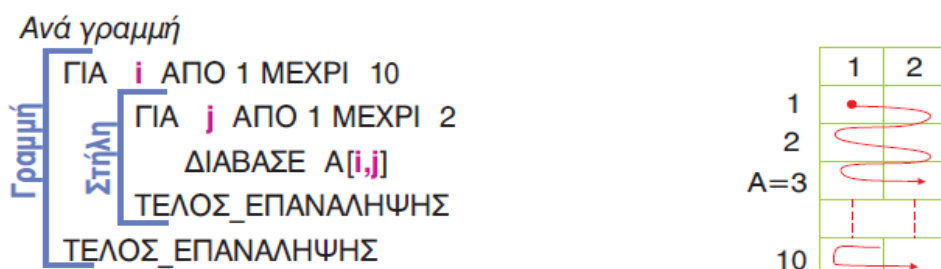 Ανά γραμμή
ΓΙΑ i ΑΠΟ 1 ΜΕΧΡΙ 10
ΓΙΑ j ΑΠΟ 1 ΜΕΧΡΙ 2
ΔΙΑΒΑΣΕ Α[i,j]
ΤΕΛΟΣ_ΕΠΑΝΑΛΗΨΗΣ
ΤΕΛΟΣ_ΕΠΑΝΑΛΗΨΗΣ
Γραμμή
Στήλη
1 2
1
2
Α=3
10